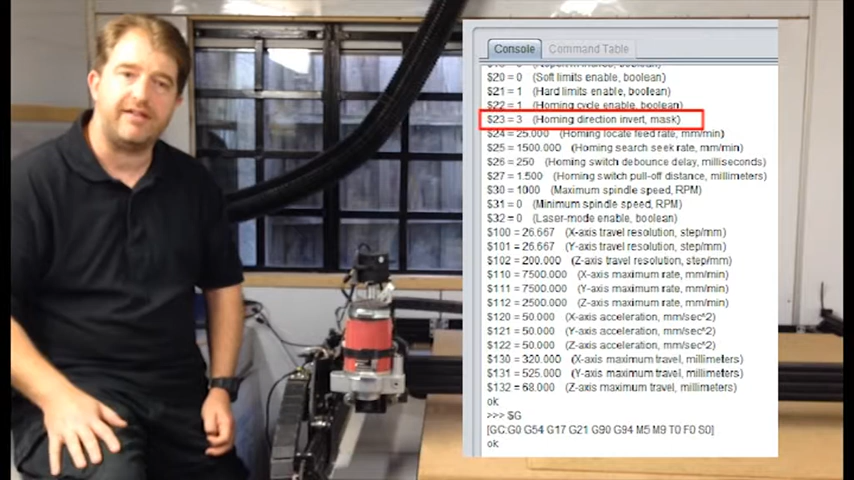 Console Command Table
$20 = 0 (Soft limits enable, boolean)
$21 = 1 (Hard limits enable, boolean)
$22 = 1 (Homing cycle enable, boolean)
$23 = 3 (Homing direction invert, mask)
$24 = 25.000 (Homing locate feed rate, mm/min)
$25 = 1500.000 (Homing search seek rate, mm/min)
$26 = 250 (Homing switch debounce delay, milliseconds)
$27 = 1.500 (Homing switch pull-off distance, millimeters)
$30 = 1000 (Maximum spindle speed, RPM)
$31 = 0 (Minimum spindle speed, RPM)
$32 = 0 (Laser-mode enable, boolean)
$100 = 26.667 (X-axis travel resolution, step/mm)
$101 = 26.667 (Y-axis travel resolution, step/mm)
$102 = 200.000 (Z-axis travel resolution, step/mm)
$110 = 7500.000 (X-axis maximum rate, mm/min)
$111 = 7500.000 (Y-axis maximum rate, mm/min)
$112 = 2500.000 (Z-axis maximum rate, mm/min)
$120 = 50.000 (X-axis acceleration, mm/sec^2)
$121 = 50.000 (Y-axis acceleration, mm/sec^2)
$122 = 50.000 (Z-axis acceleration, mm/sec^2)
$130 = 320.000 (X-axis maximum travel, millimeters)
$131 = 525.000 (Y-axis maximum travel, millimeters)
$132 = 68.000 (Z-axis maximum travel, millimeters)
ok
>>> $G
[GC:G0 G54 G17 G21 G90 G94 M5 M9 T0 F0 S0]
ok